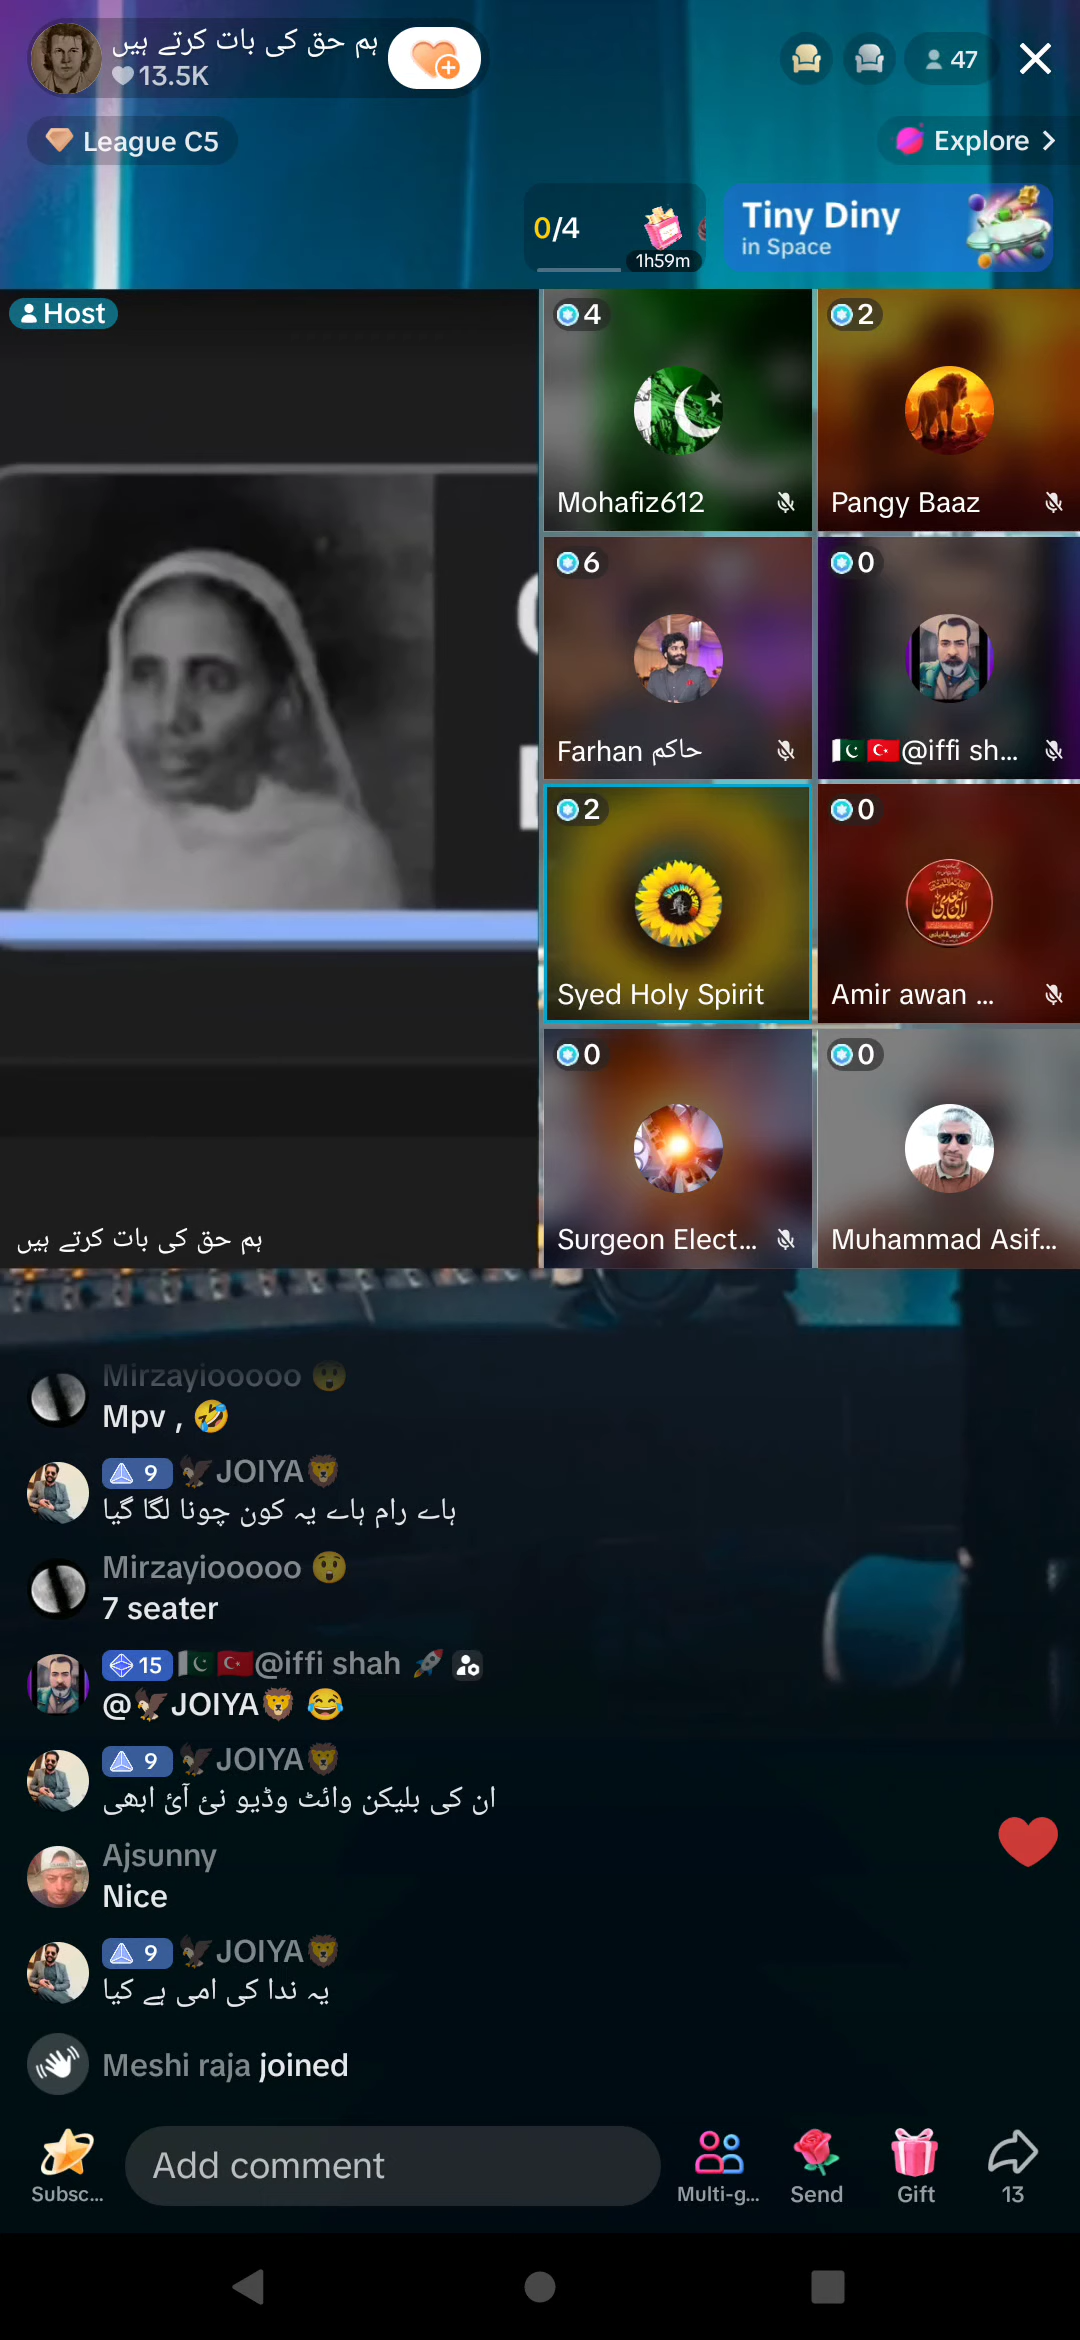 ہم حق کی بات کرتے ہیں
13.5K
47
League C5
Explore
0/4
1h59m
Tiny Diny
in Space
Host
4
Mohafiz612
2
Pangy Baaz
6
Farhan حاکم
0
🇵🇰🇹🇷@iffi sh...
2
Syed Holy Spirit
0
Amir awan ...
0
Surgeon Elect...
0
Muhammad Asif...
ہم حق کی بات کرتے ہیں
Mirzayiooooo 😲
Mpv , 🤣
9 🦅JOIYA🦁
ہاے رام ہاے یہ کون چونا لگا گیا
Mirzayiooooo 😲
7 seater
15 🇵🇰🇹🇷@iffi shah 🚀
@🦅JOIYA🦁 😂
9 🦅JOIYA🦁
ان کی بلیکن وائٹ وڈیو نئ آئ ابھی
Ajsunny
Nice
9 🦅JOIYA🦁
یہ ندا کی امی ہے کیا
Meshi raja joined
Subsc...
Add comment
Multi-g...
Send
Gift
13